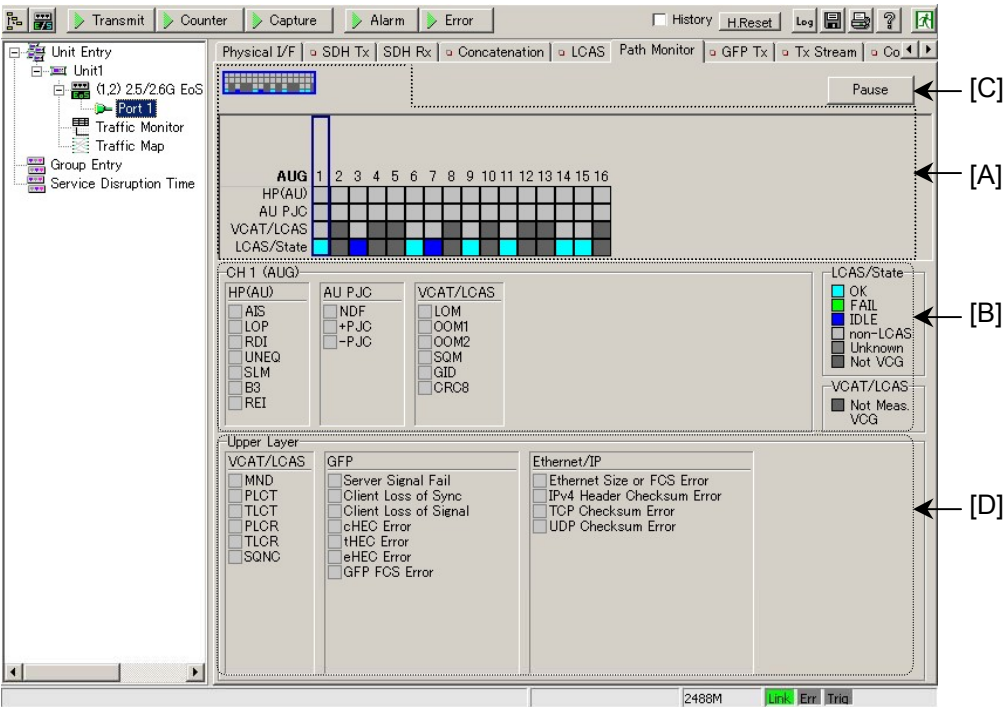 Transmit Counter Capture Alarm Error History H.Reset Log
Unit Entry
Unit1
(1,2) 2.5/2.6G EoS
Port 1
Traffic Monitor
Traffic Map
Group Entry
Service Disruption Time
Physical I/F SDH Tx SDH Rx Concatenation LCAS Path Monitor GFP Tx Tx Stream Co
Pause
[C]
[A]
AUG 1 2 3 4 5 6 7 8 9 10 11 12 13 14 15 16
HP(AU)
AU PJC
VCAT/LCAS
LCAS/State
CH 1 (AUG)
HP(AU)
AIS
LOP
RDI
UNEQ
SLM
B3
REI
AU PJC
NDF
+PJC
-PJC
VCAT/LCAS
LOM
OOM1
OOM2
SQM
GID
CRC8
LCAS/State
OK
FAIL
IDLE
non-LCAS
Unknown
Not VCG
[B]
VCAT/LCAS
Not Meas.
VCG
Upper Layer
VCAT/LCAS
MND
PLCT
TLCT
PLCR
TLCR
SQNC
GFP
Server Signal Fail
Client Loss of Sync
Client Loss of Signal
cHEC Error
tHEC Error
eHEC Error
GFP FCS Error
Ethernet/IP
Ethernet Size or FCS Error
IPv4 Header Checksum Error
TCP Checksum Error
UDP Checksum Error
[D]
2488M Link Err Trig